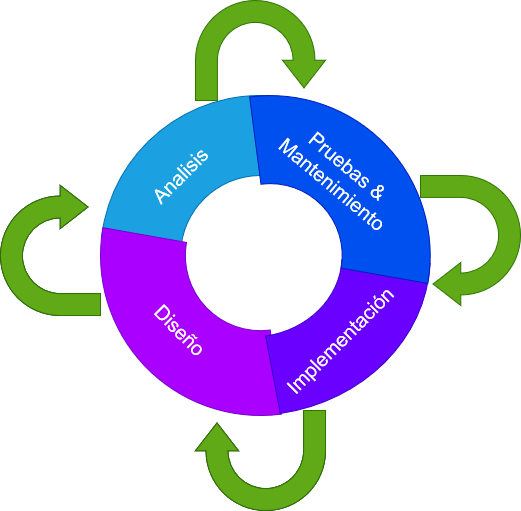 Analisis
Pruebas &
Mantenimiento
Implementación
Diseño